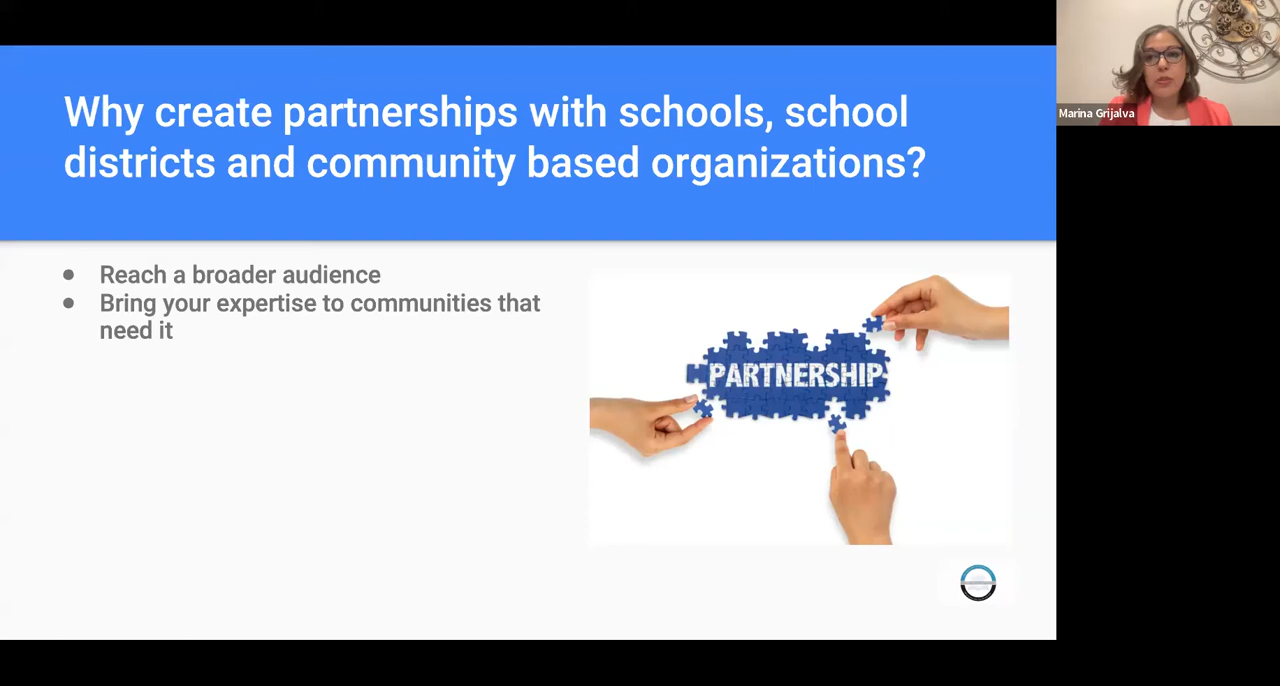 Why create partnerships with schools, school
districts and community based organizations?
Marina Grijalva
● Reach a broader audience
● Bring your expertise to communities that
need it
PARTNERSHIP